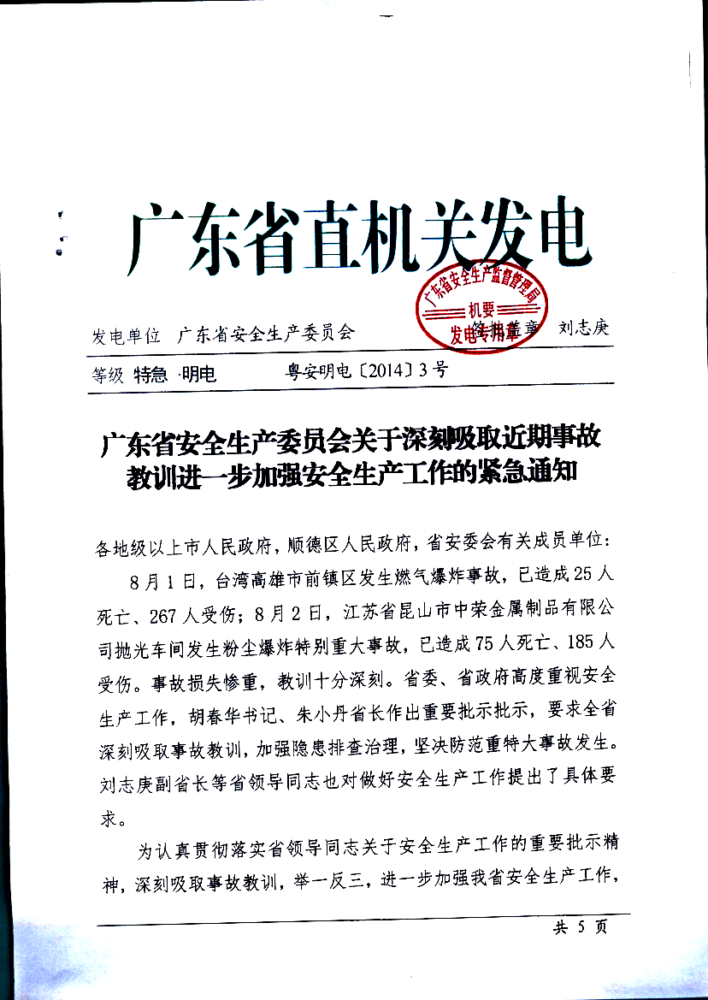 广东省直机关发电
广东省安全生产监督管理局
机要
发电专用章
发电单位 广东省安全生产委员会 签批盖章 刘志庚
等级 特急·明电 粤安明电〔2014〕3号
广东省安全生产委员会关于深刻吸取近期事故
教训进一步加强安全生产工作的紧急通知
各地级以上市人民政府，顺德区人民政府，省安委会有关成员单位：
8月1日，台湾高雄市前镇区发生燃气爆炸事故，已造成25人
死亡、267人受伤；8月2日，江苏省昆山市中荣金属制品有限公
司抛光车间发生粉尘爆炸特别重大事故，已造成75人死亡、185人
受伤。事故损失惨重，教训十分深刻。省委、省政府高度重视安全
生产工作，胡春华书记、朱小丹省长作出重要批示批示，要求全省
深刻吸取事故教训，加强隐患排查治理，坚决防范重特大事故发生。
刘志庚副省长等省领导同志也对做好安全生产工作提出了具体要
求。
为认真贯彻落实省领导同志关于安全生产工作的重要批示精
神，深刻吸取事故教训，举一反三，进一步加强我省安全生产工作，
共 5 页